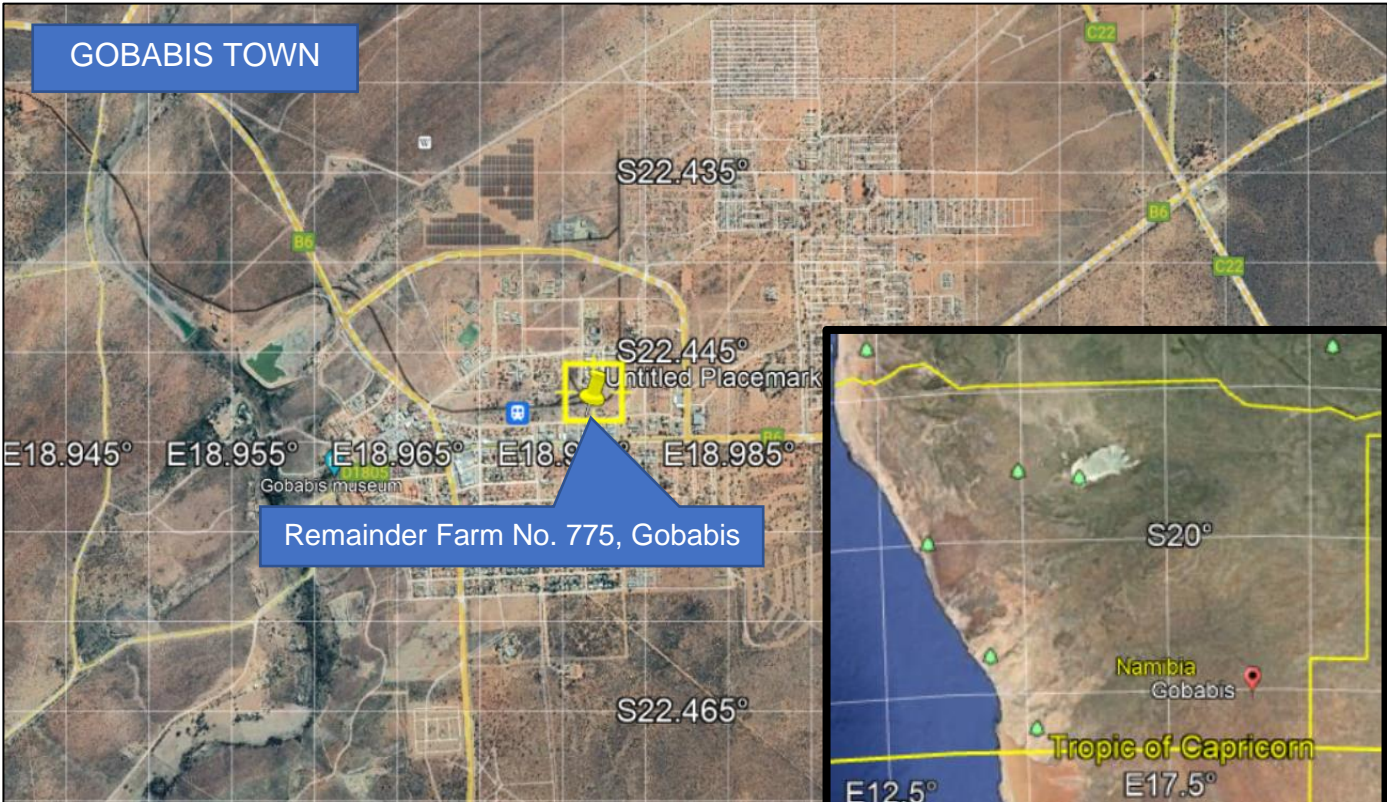 GOBABIS TOWN
C22
W
S22.435°
B6
B6
C22
S22.445°
Untitled Placemark
B6
E18.945°
E18.955°
E18.965°
E18.9
E18.985°
D1805
Gobabis museum
Remainder Farm No. 775, Gobabis
S20°
Namibia
Gobabis
S22.465°
Tropic of Capricorn
E12.5°
E17.5°